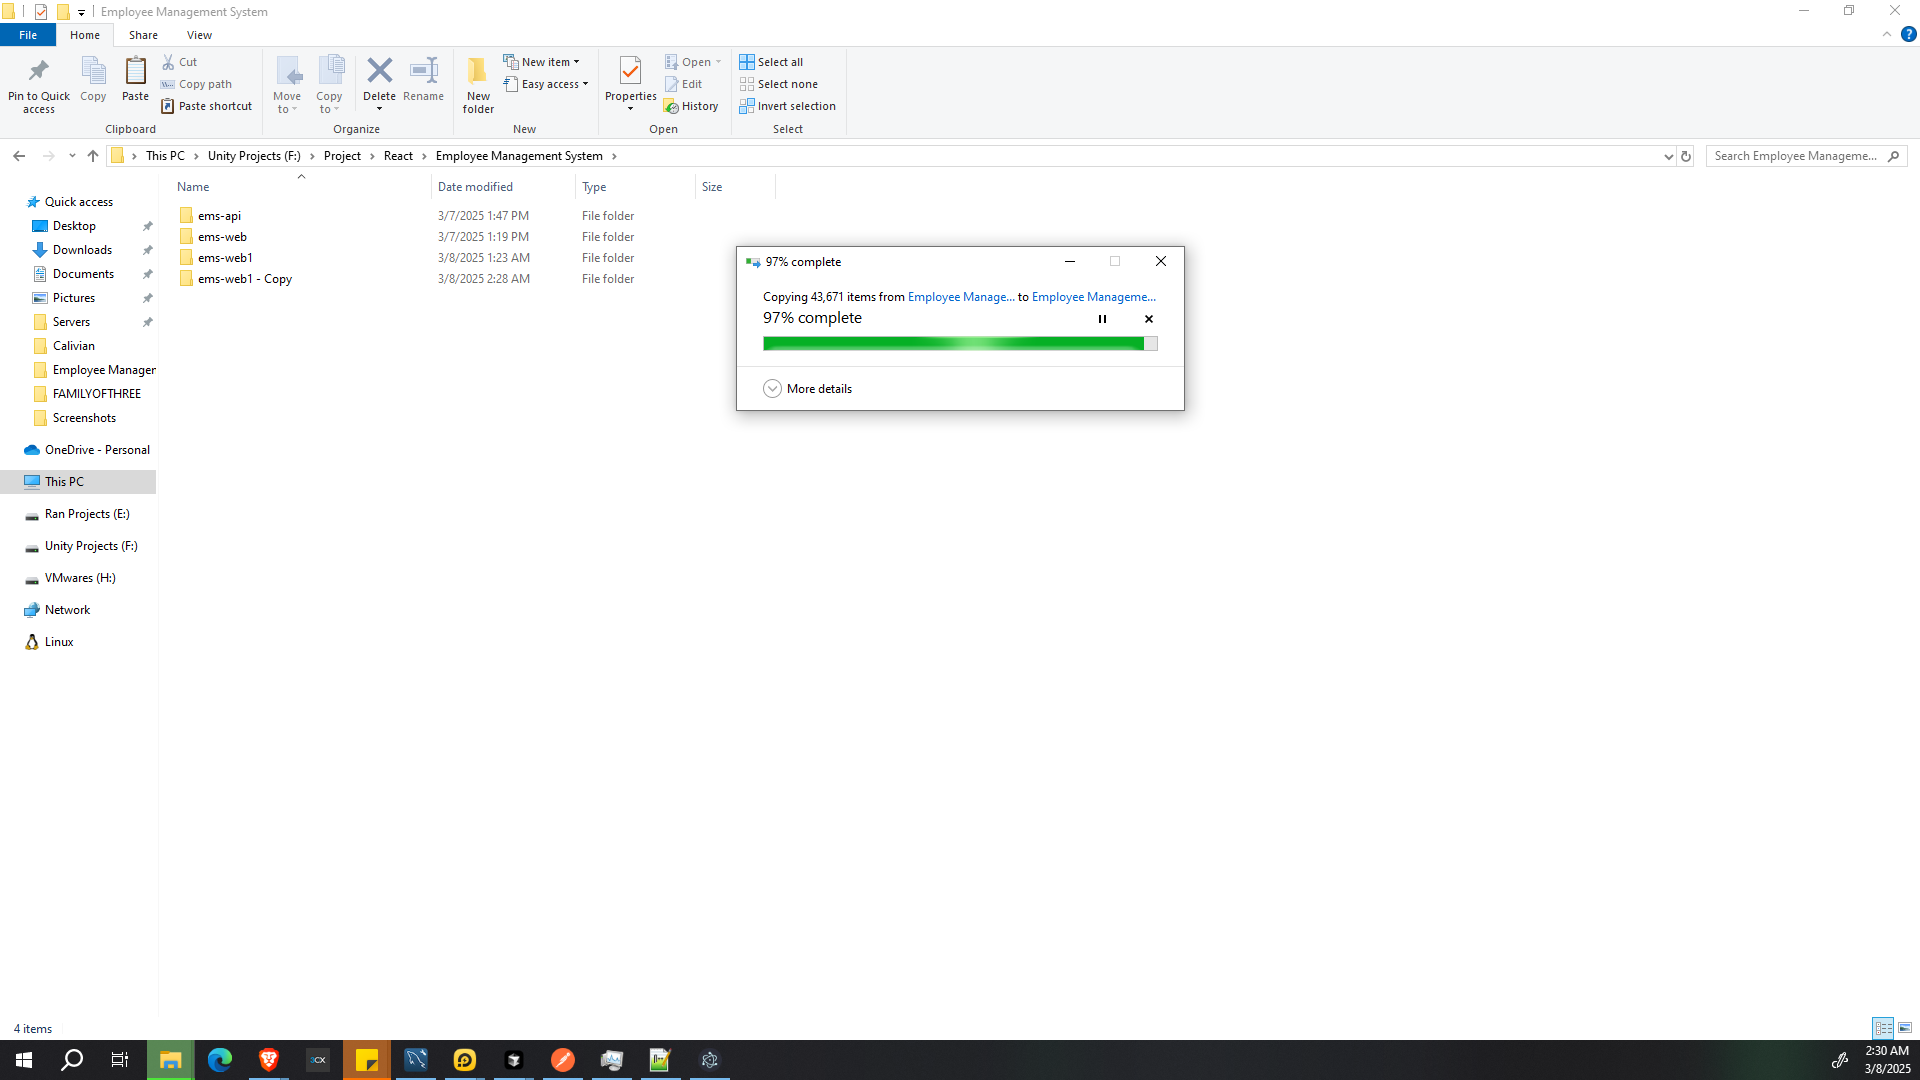 Employee Management System
File Home Share View
Pin to Quick access
Copy
Paste
Cut
Copy path
Paste shortcut
Clipboard
Move to
Copy to
Delete
Rename
Organize
New folder
New item
Easy access
New
Properties
Open
Edit
History
Open
Select all
Select none
Invert selection
Select
This PC > Unity Projects (F:) > Project > React > Employee Management System >
Search Employee Manageme...
Name Date modified Type Size
ems-api 3/7/2025 1:47 PM File folder
ems-web 3/7/2025 1:19 PM File folder
ems-web1 3/8/2025 1:23 AM File folder
ems-web1 - Copy 3/8/2025 2:28 AM File folder
Quick access
Desktop
Downloads
Documents
Pictures
Servers
Calivian
Employee Manager
FAMILYOFTHREE
Screenshots
OneDrive - Personal
This PC
Ran Projects (E:)
Unity Projects (F:)
VMwares (H:)
Network
Linux
97% complete
Copying 43,671 items from Employee Manage... to Employee Manageme...
97% complete
More details
4 items
2:30 AM
3/8/2025